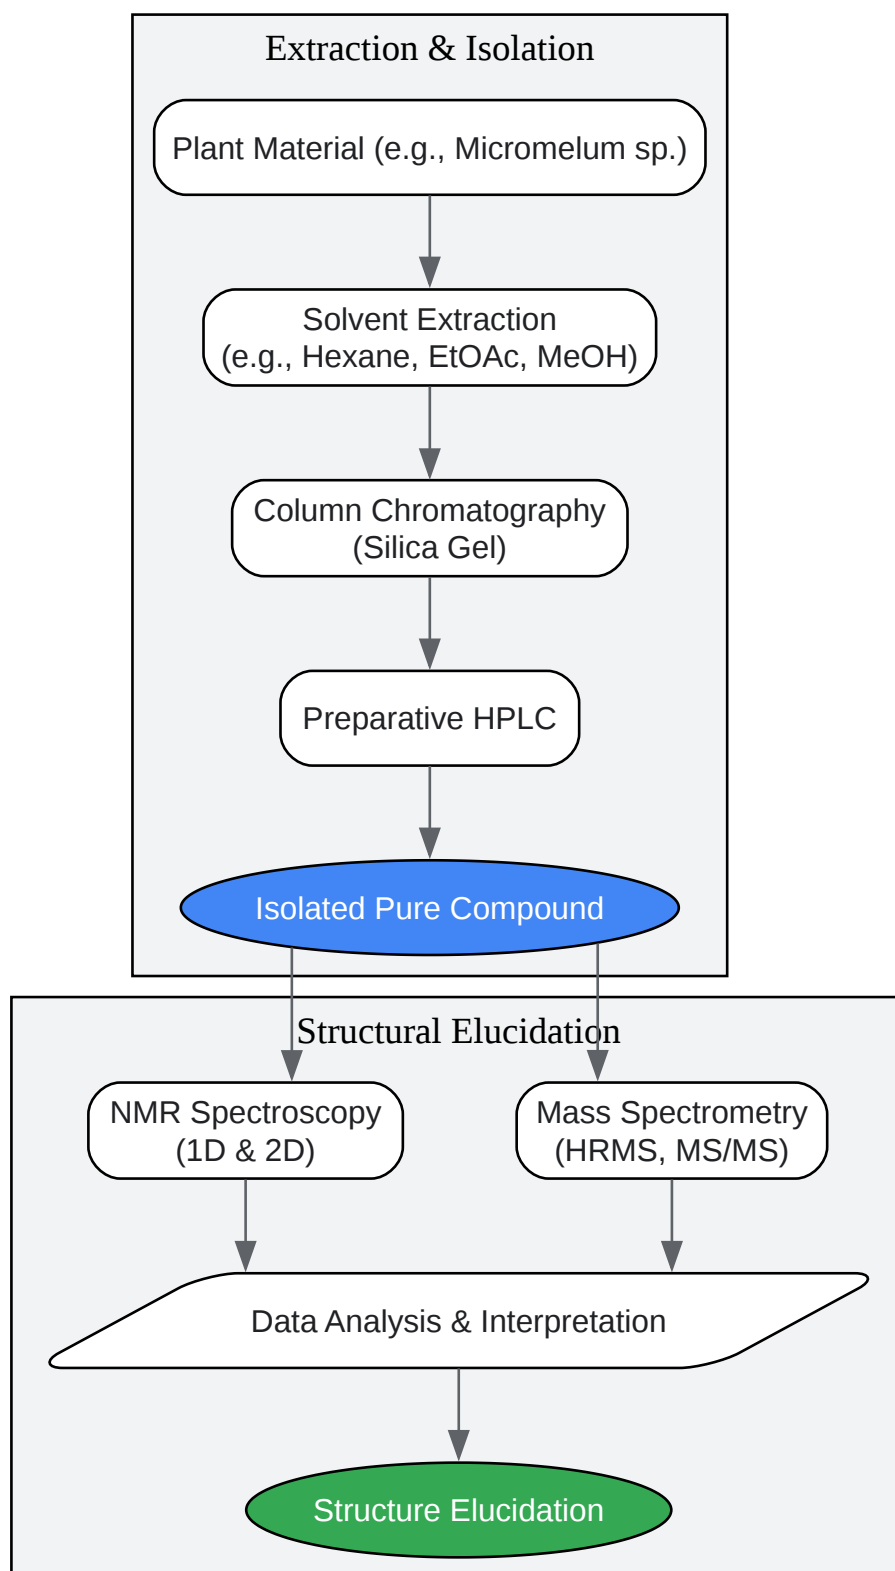 Extraction & Isolation
Plant Material (e.g., Micromelum sp.)
Solvent Extraction
(e.g., Hexane, EtOAc, MeOH)
Column Chromatography
(Silica Gel)
Preparative HPLC
Isolated Pure Compound
Structural Elucidation
NMR Spectroscopy
(1D & 2D)
Mass Spectrometry
(HRMS, MS/MS)
Data Analysis & Interpretation
Structure Elucidation